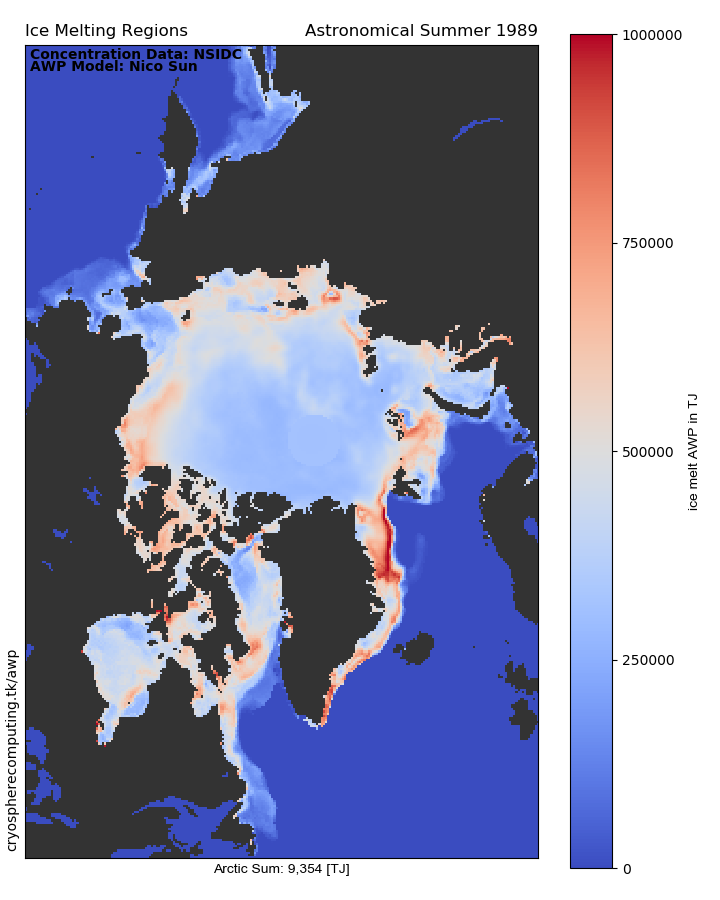 Ice Melting Regions
Astronomical Summer 1989
Concentration Data: NSIDC
AWP Model: Nico Sun
1000000
750000
500000
250000
0
ice melt AWP in TJ
cryospherecomputing.tk/awp
Arctic Sum: 9,354 [TJ]